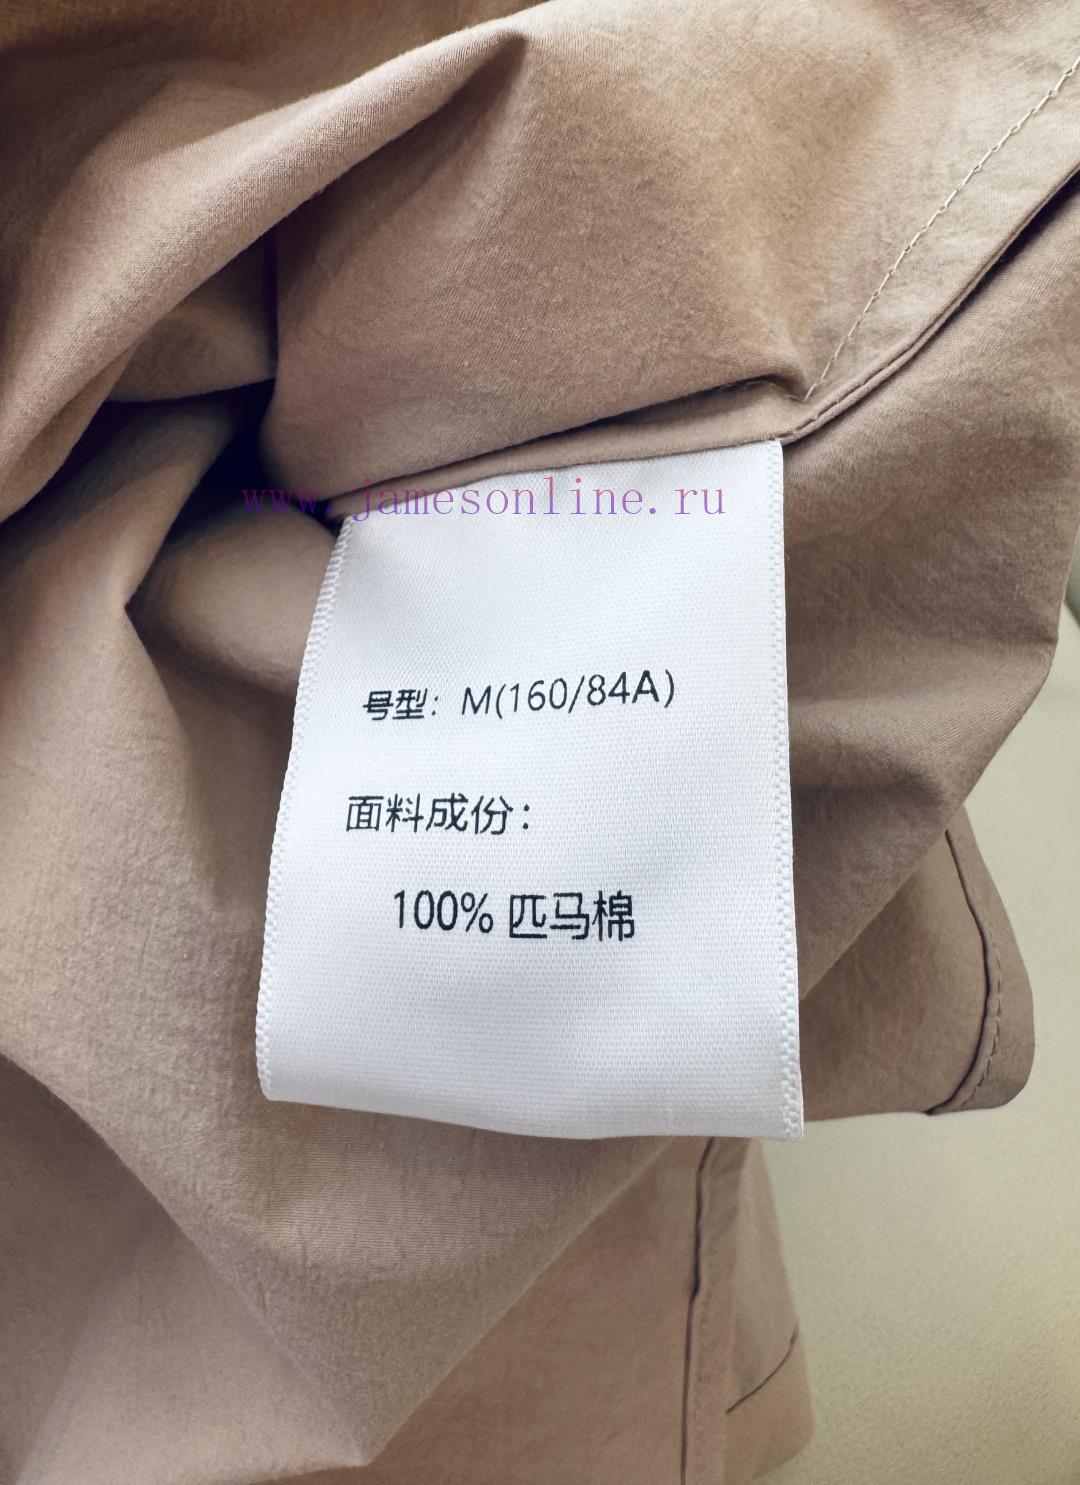 www.jamesonline.ru
号型：M(160/84A)
面料成份：
100% 匹马棉